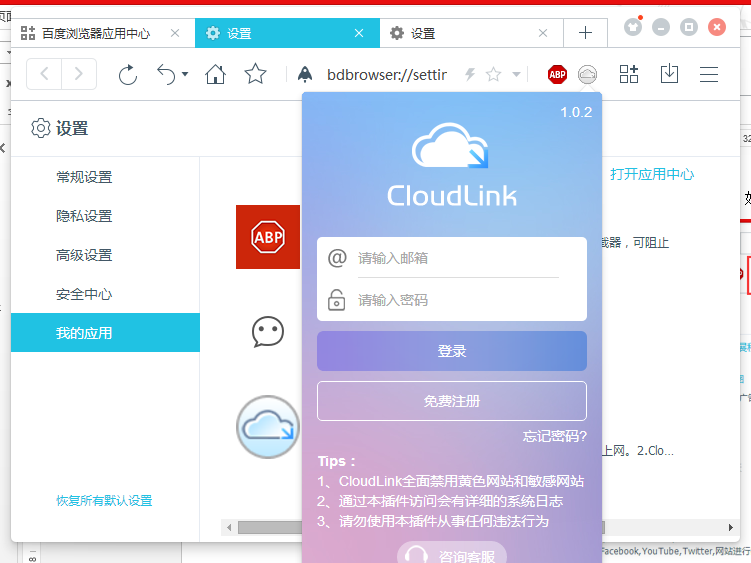 页面
百度浏览器应用中心
设置
设置
bdbrowser://settir
ABP
设置
1.0.2
CloudLink
打开应用中心
常规设置
隐私设置
高级设置
安全中心
我的应用
ABP
截器，可阻止
@ 请输入邮箱
请输入密码
登录
免费注册
忘记密码?
上网。2.Clo...
Tips：
1、CloudLink全面禁用黄色网站和敏感网站
2、通过本插件访问会有详细的系统日志
3、请勿使用本插件从事任何违法行为
恢复所有默认设置
咨询客服
Facebook,YouTube,Twitter,网站进行
8
32